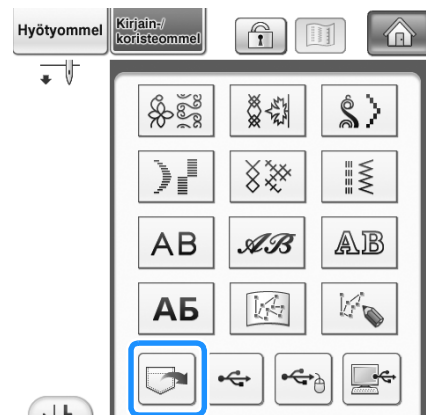 Hyötyommel
Kirjain-/
koristeommel
AB
AB
AB
АБ